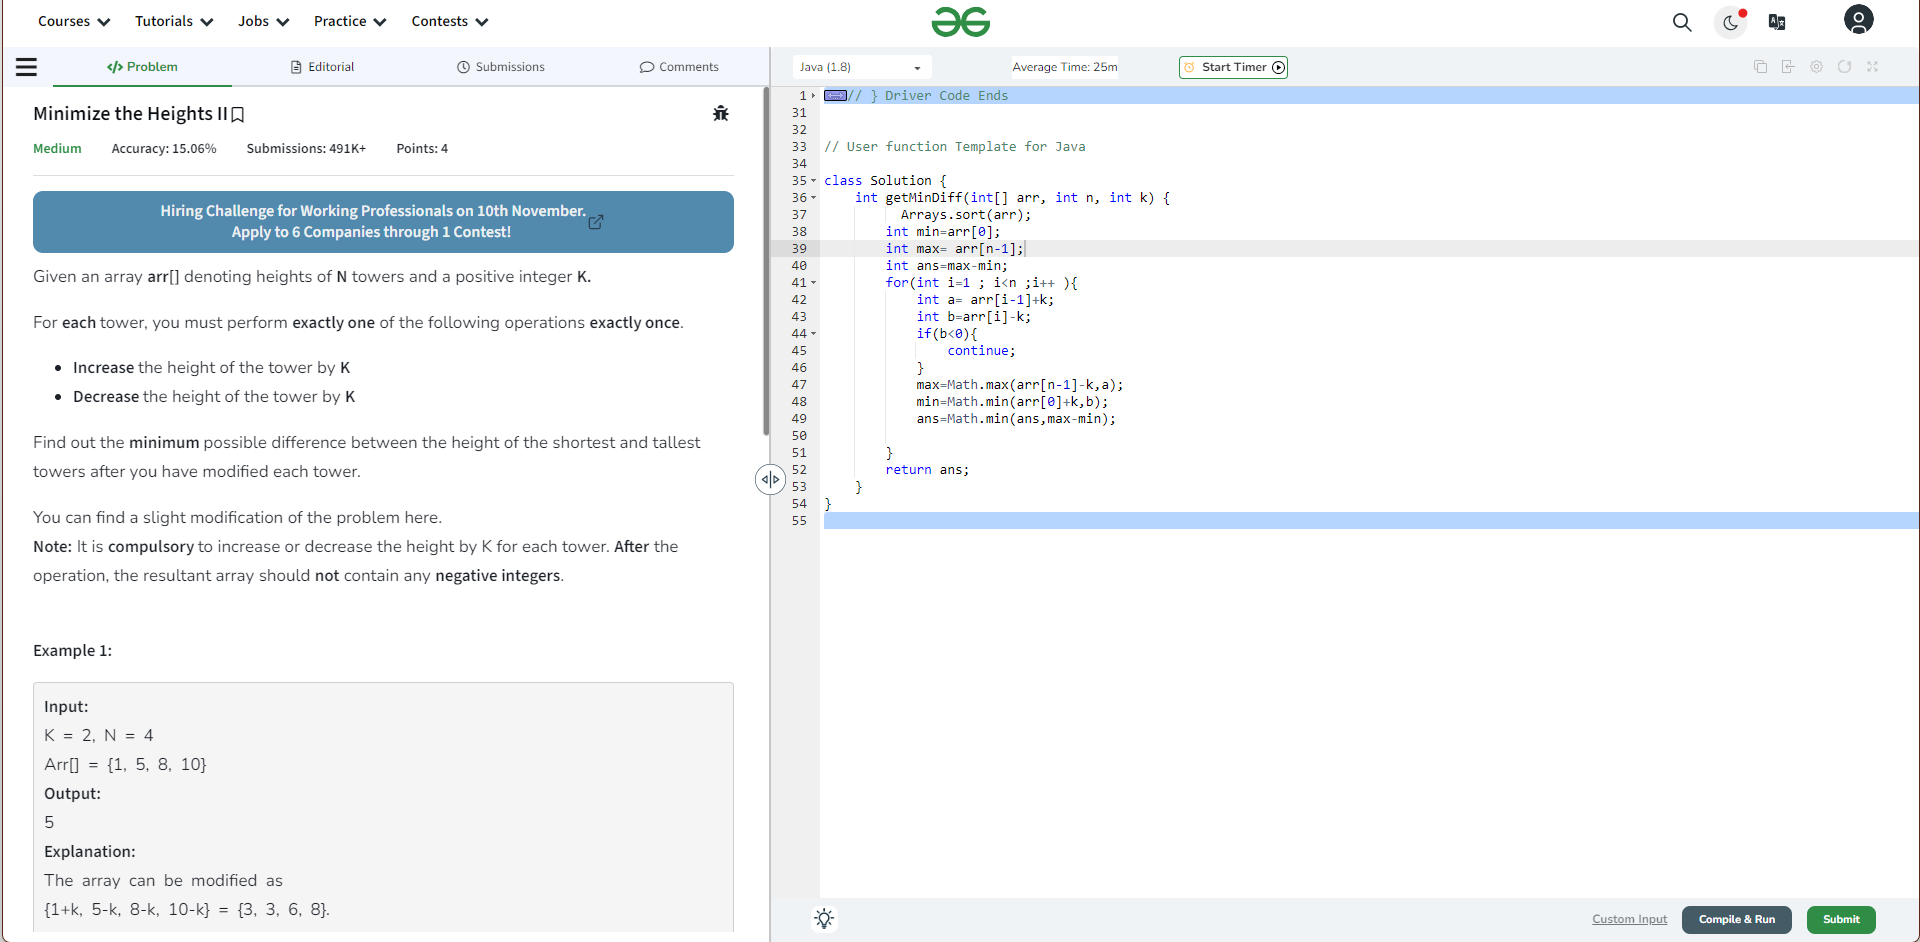 Courses Tutorials Jobs Practice Contests
Problem Editorial Submissions Comments
Minimize the Heights II
Medium Accuracy: 15.06% Submissions: 491K+ Points: 4
Hiring Challenge for Working Professionals on 10th November.
Apply to 6 Companies through 1 Contest!
Given an array arr[] denoting heights of N towers and a positive integer K.
For each tower, you must perform exactly one of the following operations exactly once.
• Increase the height of the tower by K
• Decrease the height of the tower by K
Find out the minimum possible difference between the height of the shortest and tallest
towers after you have modified each tower.
You can find a slight modification of the problem here.
Note: It is compulsory to increase or decrease the height by K for each tower. After the
operation, the resultant array should not contain any negative integers.
Example 1:
Input:
K = 2, N = 4
Arr[] = {1, 5, 8, 10}
Output:
5
Explanation:
The array can be modified as
{1+k, 5-k, 8-k, 10-k} = {3, 3, 6, 8}.
Java (1.8) Average Time: 25m Start Timer
1 // } Driver Code Ends
31
32
33 // User function Template for Java
34
35 class Solution {
36 int getMinDiff(int[] arr, int n, int k) {
37 Arrays.sort(arr);
38 int min=arr[0];
39 int max= arr[n-1];
40 int ans=max-min;
41 for(int i=1 ; i<n ;i++ ){
42 int a= arr[i-1]+k;
43 int b=arr[i]-k;
44 if(b<0){
45 continue;
46 }
47 max=Math.max(arr[n-1]-k,a);
48 min=Math.min(arr[0]+k,b);
49 ans=Math.min(ans,max-min);
50
51 }
52 return ans;
53 }
54 }
55
Custom Input Compile & Run Submit